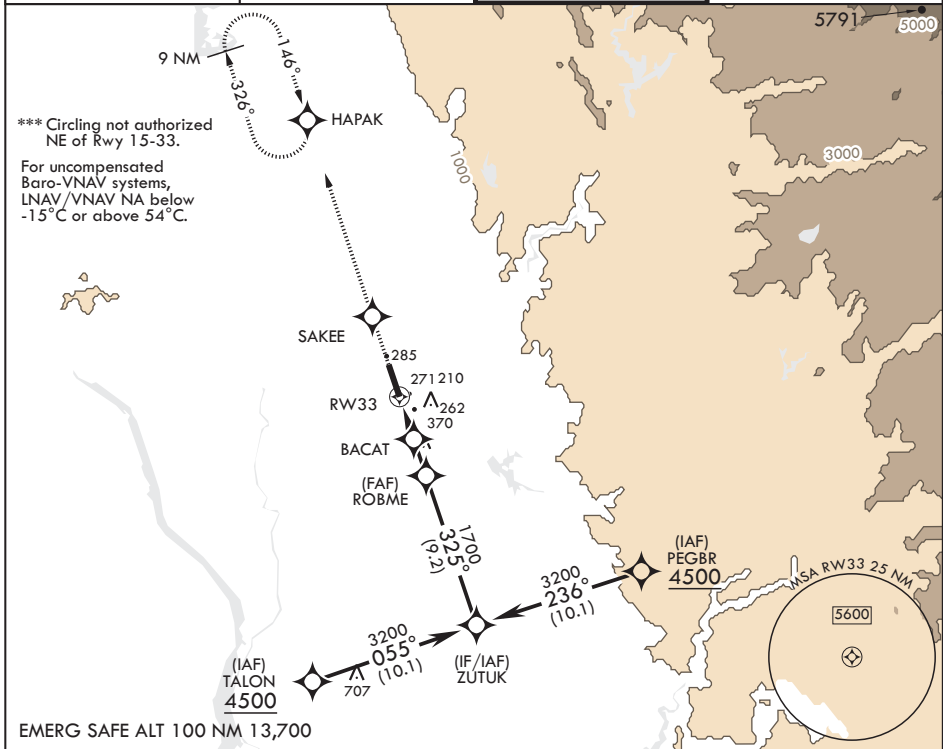 5791
5000
9 NM
146°
326°
HAPAK
*** Circling not authorized
NE of Rwy 15-33.
For uncompensated
Baro-VNAV systems,
LNAV/VNAV NA below
-15°C or above 54°C.
1000
3000
SAKEE
285
RW33
271
210
262
370
BACAT
(FAF)
ROBME
1700
325°
(9.2)
(IAF)
PEGBR
4500
3200
236°
(10.1)
MSA RW33 25 NM
5600
3200
055°
(10.1)
(IF/IAF)
ZUTUK
(IAF)
TALON
4500
707
EMERG SAFE ALT 100 NM 13,700